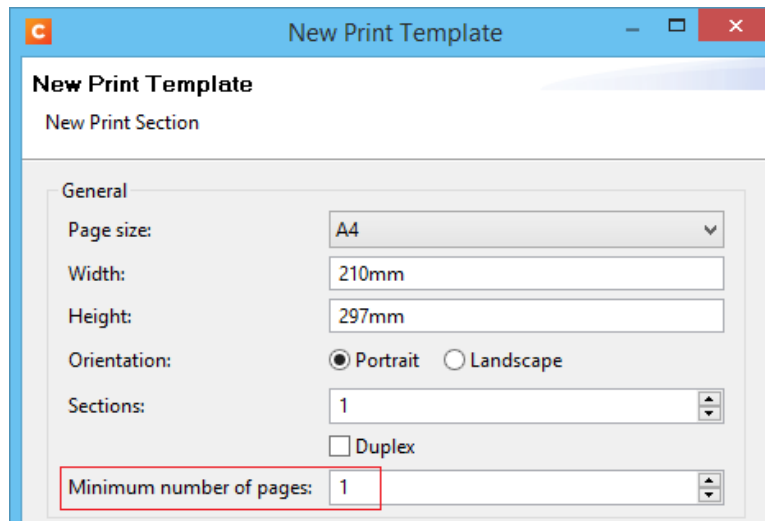 C New Print Template
New Print Template
New Print Section
General
Page size: A4
Width: 210mm
Height: 297mm
Orientation: Portrait Landscape
Sections: 1
Duplex
Minimum number of pages: 1